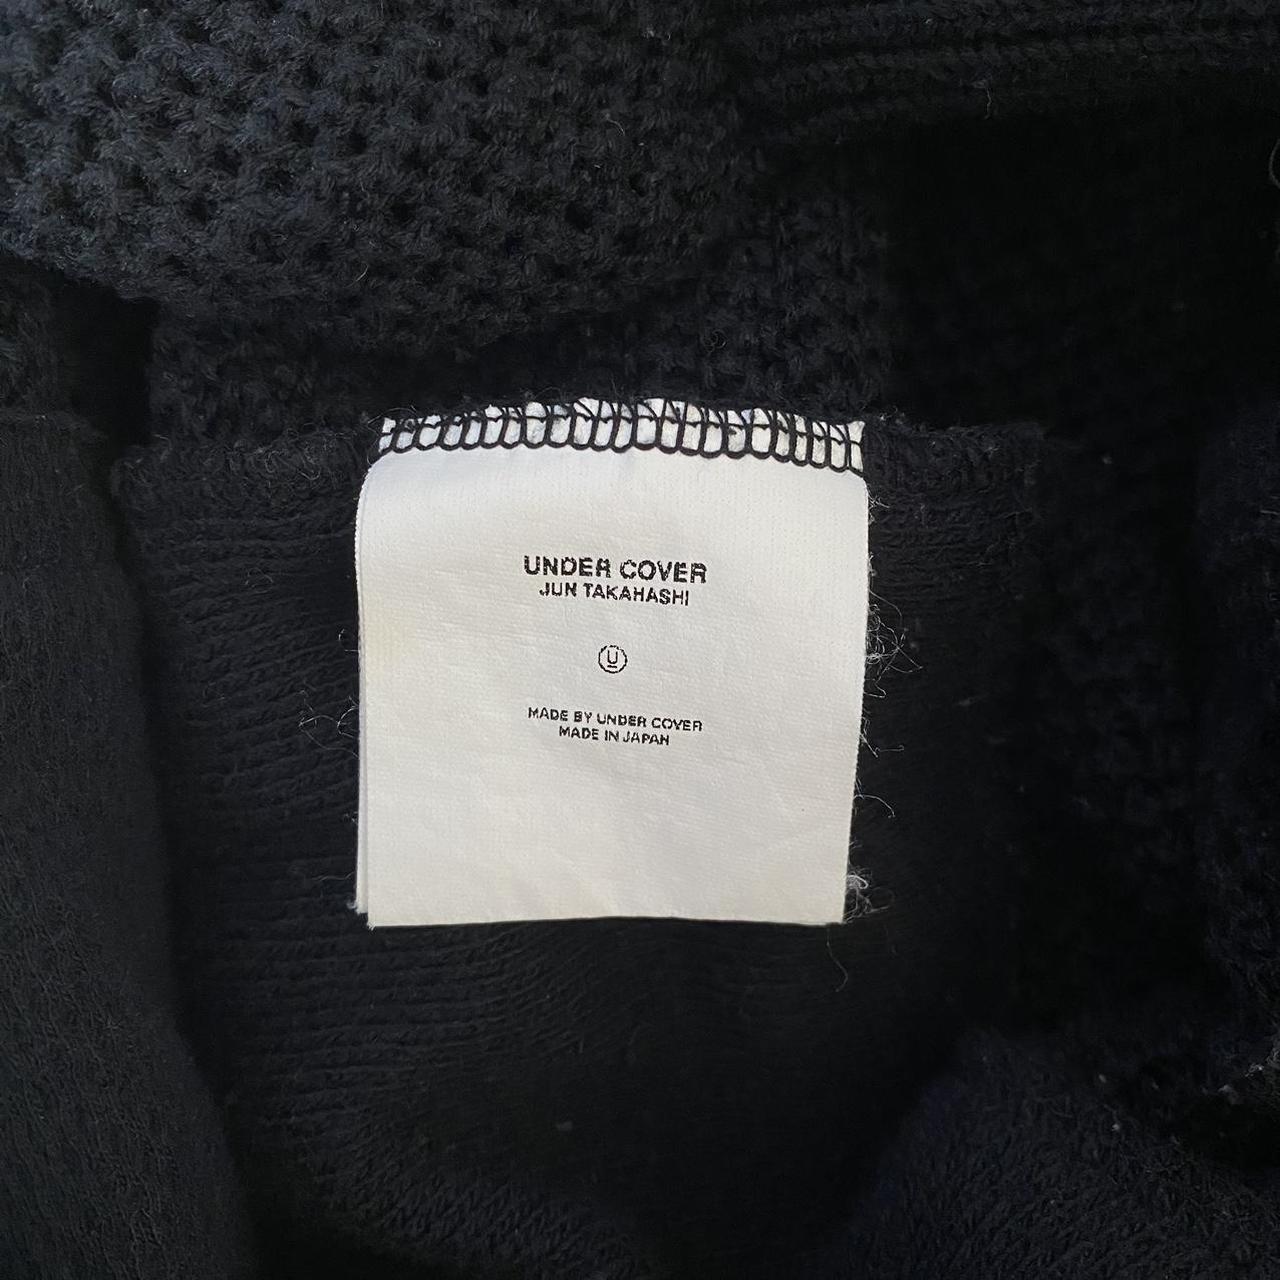 UNDER COVER
JUN TAKAHASHI
U
MADE BY UNDER COVER
MADE IN JAPAN